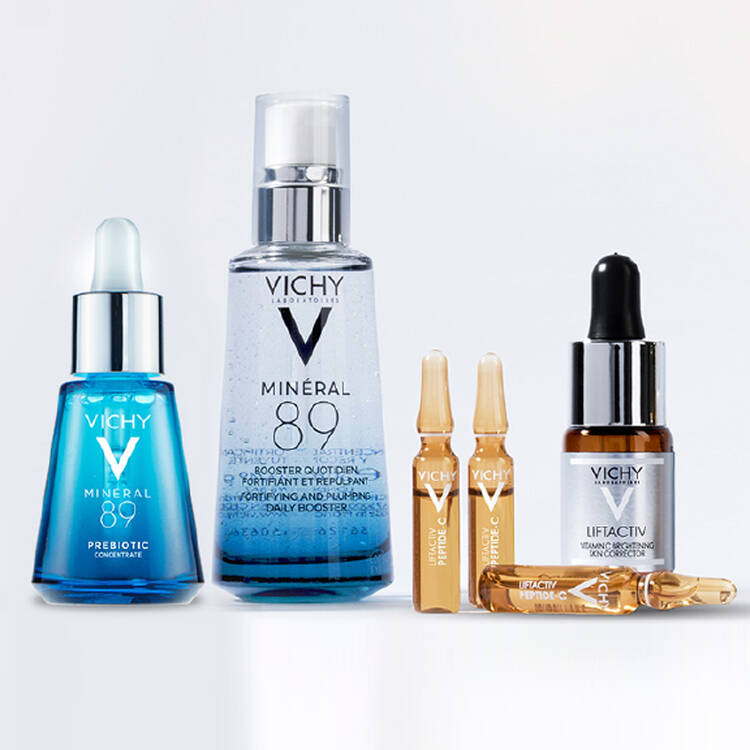 VICHY
V
MINÉRAL
89
PREBIOTIC
CONCENTRATE
VICHY
LABORATOIRES
V
MINÉRAL
89
BOOSTER QUOTIDIEN
FORTIFIANT ET REPULPANT
FORTIFYING AND PLUMPING
DAILY BOOSTER
VICHY
LIFTACTIV
PEPTIDE-C
VICHY
LIFTACTIV
PEPTIDE-C
LIFTACTIV
PEPTIDE-C
VICHY
VICHY
LABORATOIRES
V
LIFTACTIV
VITAMIN C BRIGHTENING
SKIN CORRECTOR